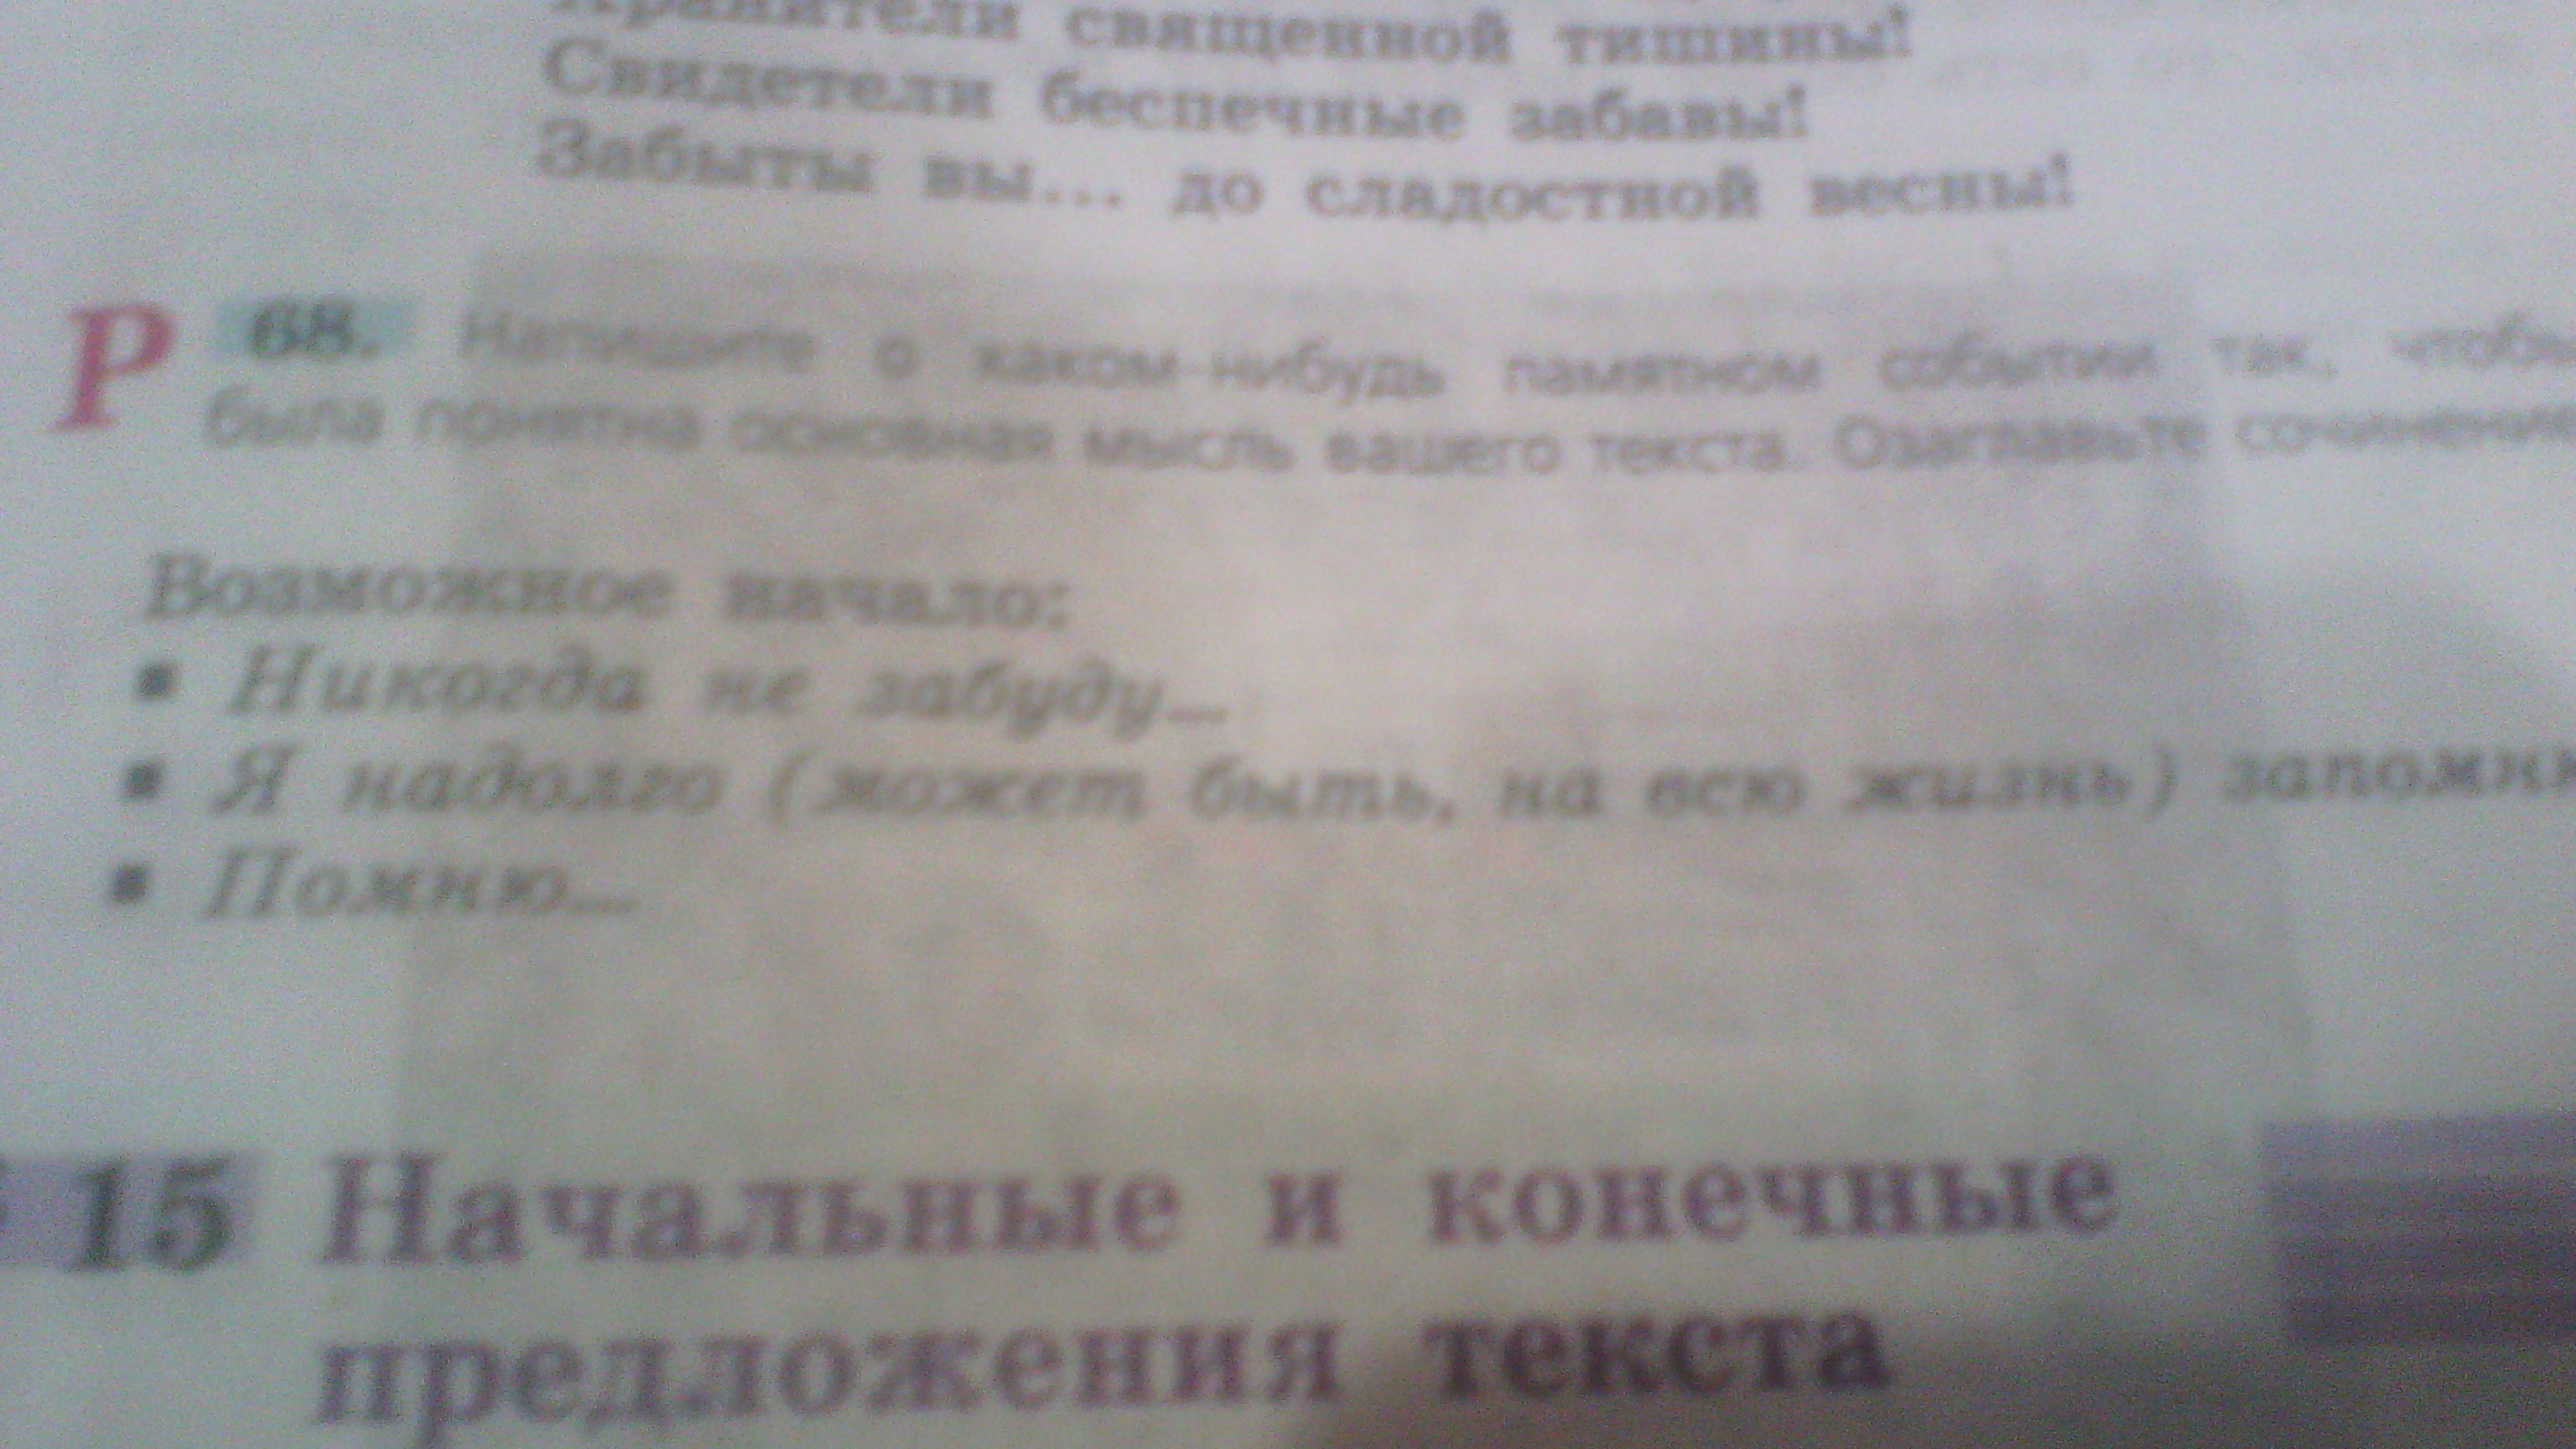 Хранители священной тишины!
Свидетели беспечные забавы!
Забыты вы... до сладостной весны!
Р 68. Напишите о каком-нибудь памятном событии так, чтобы
была понятна основная мысль вашего текста. Озаглавьте сочинение
Возможное начало:
▪ Никогда не забуду...
▪ Я надолго (может быть, на всю жизнь) запомни
▪ Помню...
15 Начальные и конечные
предложения текста